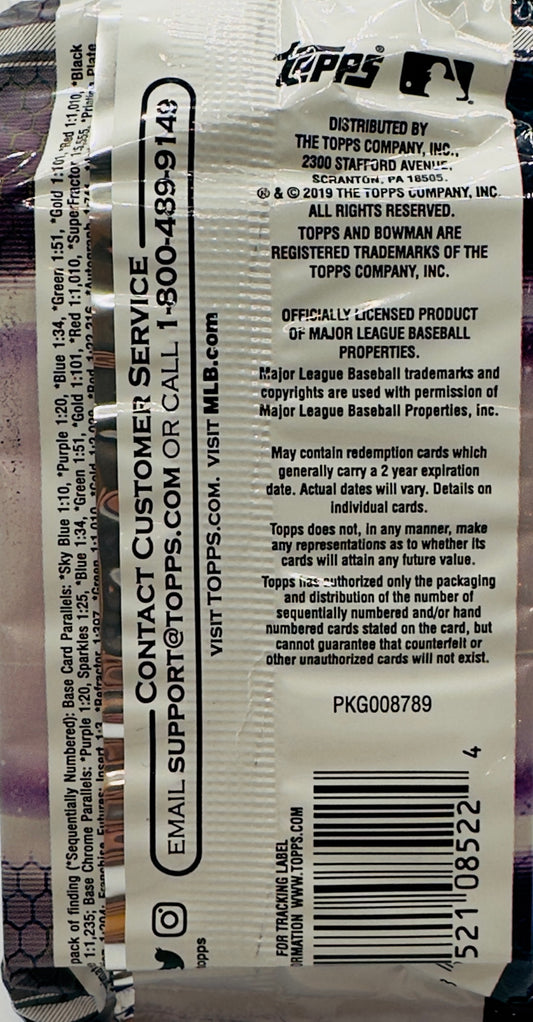 TOPPS®
DISTRIBUTED BY
THE TOPPS COMPANY, INC.,
2300 STAFFORD AVENUE,
SCRANTON, PA 18505.
® & © 2019 THE TOPPS COMPANY, INC.
ALL RIGHTS RESERVED.
TOPPS AND BOWMAN ARE
REGISTERED TRADEMARKS OF THE
TOPPS COMPANY, INC.
OFFICIALLY LICENSED PRODUCT
OF MAJOR LEAGUE BASEBALL
PROPERTIES.
Major League Baseball trademarks and
copyrights are used with permission of
Major League Baseball Properties, Inc.
May contain redemption cards which
generally carry a 2 year expiration
date. Actual dates will vary. Details on
individual cards.
Topps does not, in any manner, make
any representations as to whether its
cards will attain any future value.
Topps has authorized only the packaging
and distribution of the number of
sequentially numbered and/or hand
numbered cards stated on the card, but
cannot guarantee that counterfeit or
other unauthorized cards will not exist.
PKG008789
FOR TRACKING LABEL
WWW.TOPPS.COM
521 08522 4
pack of finding (*Sequentially Numbered): Base Card Parallels: *Sky Blue 1:10, *Purple 1:20, *Blue 1:34, *Green 1:51, *Gold 1:101, *Red 1:1,010, *Black
1:1,235; Base Chrome Parallels: *Purple 1:20, Sparkles 1:25, *Blue 1:34, *Green 1:51, *Gold 1:101, *Red 1:1,010, *SuperFractor *Printing Plate
CONTACT CUSTOMER SERVICE
EMAIL SUPPORT@TOPPS.COM OR CALL 1-800-489-9149
VISIT TOPPS.COM. VISIT MLB.com
topps